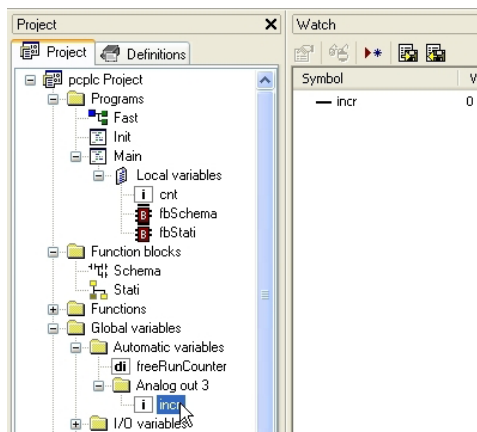 Project
Project Definitions
pcplc Project
Programs
Fast
Init
Main
Local variables
i cnt
B fbSchema
B fbStati
Function blocks
Schema
Stati
Functions
Global variables
Automatic variables
di freeRunCounter
Analog out 3
i incr
I/O variables
Watch
Symbol V
incr 0